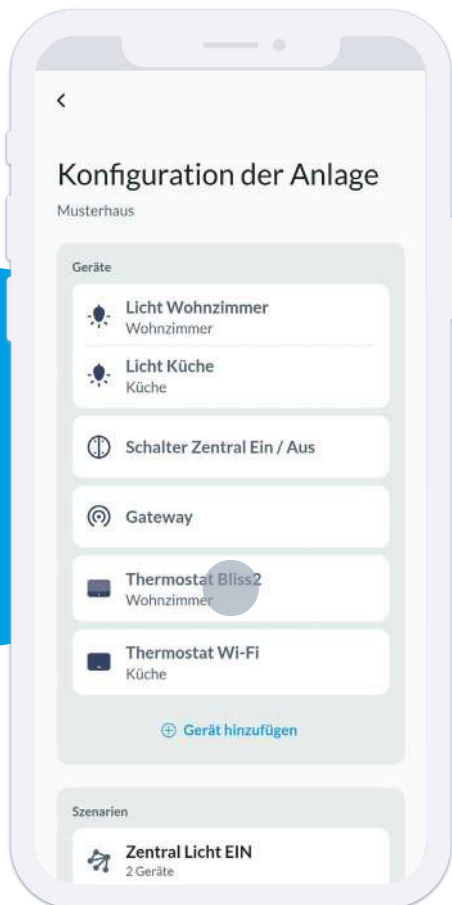 Konfiguration der Anlage
Musterhaus
Geräte
Licht Wohnzimmer
Wohnzimmer
Licht Küche
Küche
Schalter Zentral Ein / Aus
Gateway
Thermostat Bliss2
Wohnzimmer
Thermostat Wi-Fi
Küche
Gerät hinzufügen
Szenarien
Zentral Licht EIN
2 Geräte